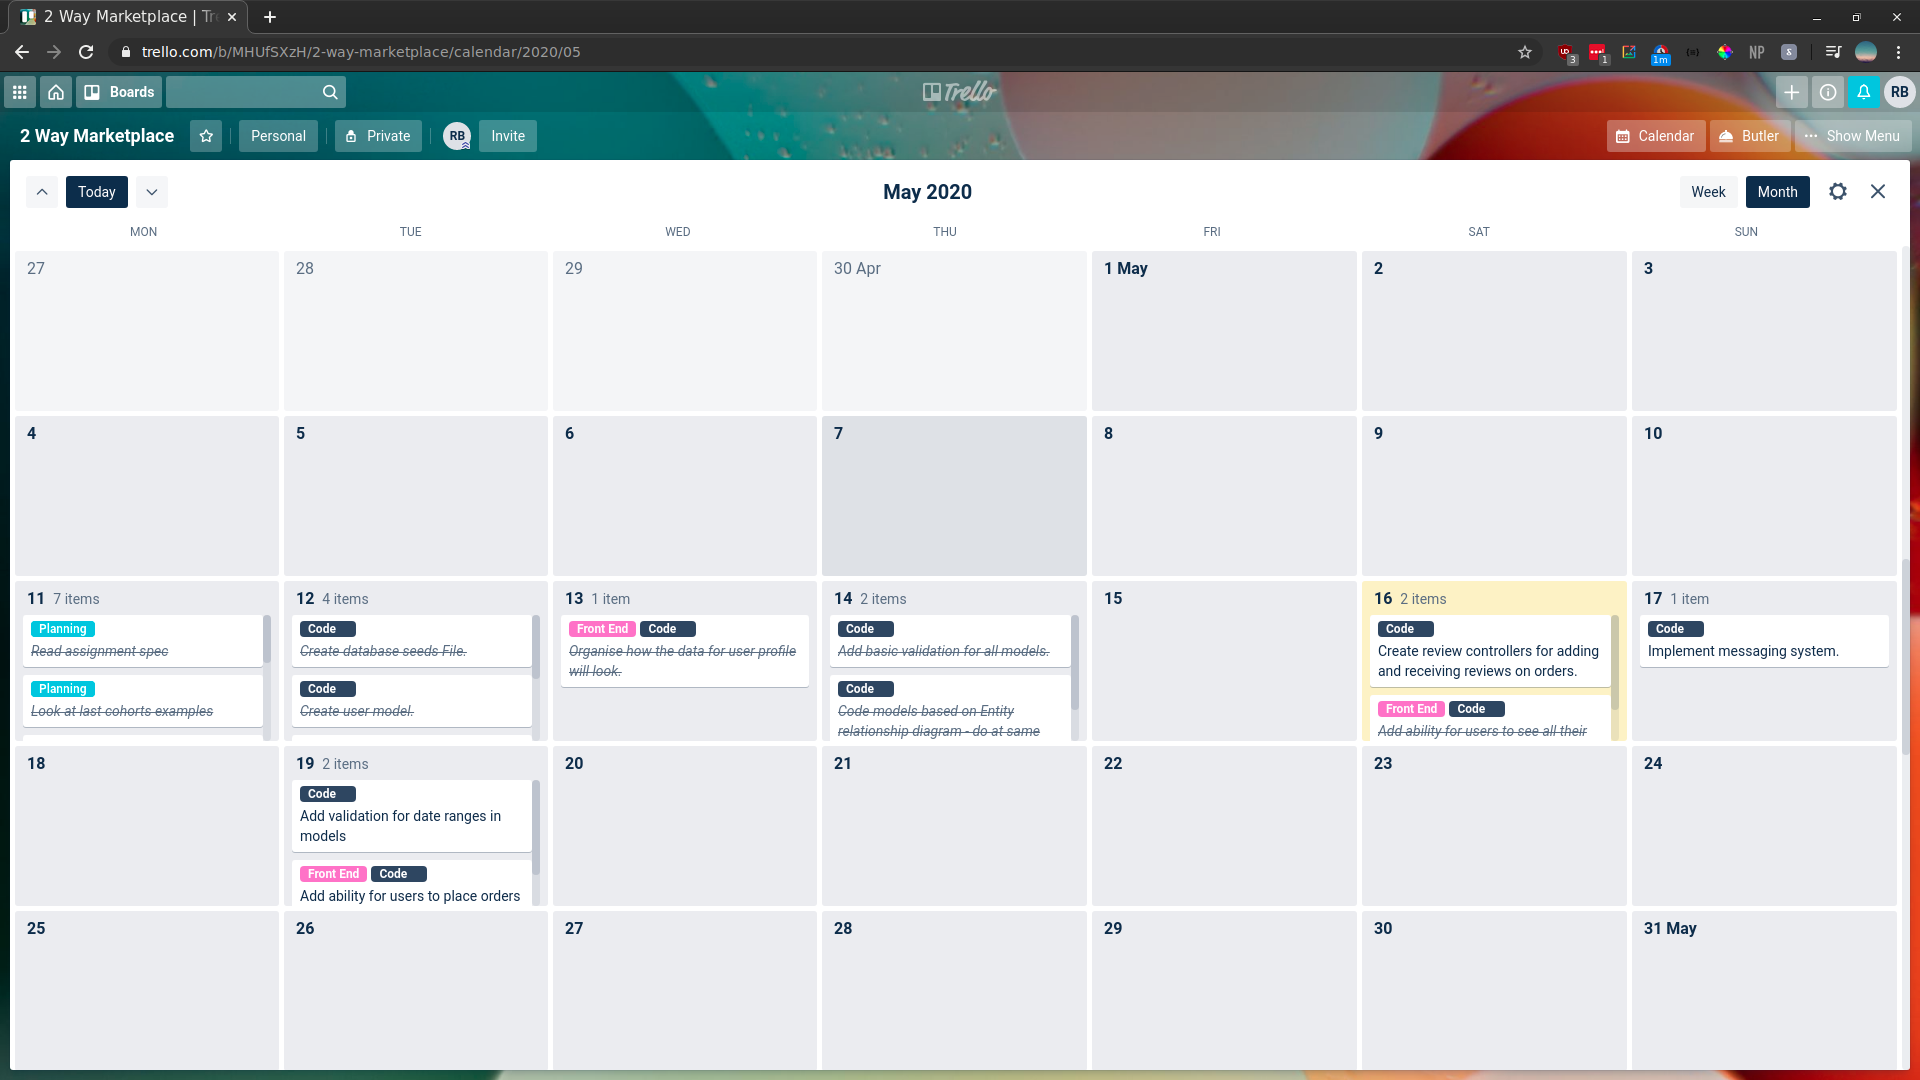 2 Way Marketplace | Tr
trello.com/b/MHUfSXzH/2-way-marketplace/calendar/2020/05
3
1
1m
NP
Boards
Trello
RB
2 Way Marketplace
Personal
Private
RB
Invite
Calendar
Butler
Show Menu
Today
May 2020
Week
Month
MON
TUE
WED
THU
FRI
SAT
SUN
27
28
29
30 Apr
1 May
2
3
4
5
6
7
8
9
10
11 7 items
Planning
Read assignment spec
Planning
Look at last cohorts examples
12 4 items
Code
Create database seeds File.
Code
Create user model.
13 1 item
Front End Code
Organise how the data for user profile
will look.
14 2 items
Code
Add basic validation for all models.
Code
Code models based on Entity
relationship diagram - do at same
15
16 2 items
Code
Create review controllers for adding
and receiving reviews on orders.
Front End Code
Add ability for users to see all their
17 1 item
Code
Implement messaging system.
18
19 2 items
Code
Add validation for date ranges in
models
Front End Code
Add ability for users to place orders
20
21
22
23
24
25
26
27
28
29
30
31 May